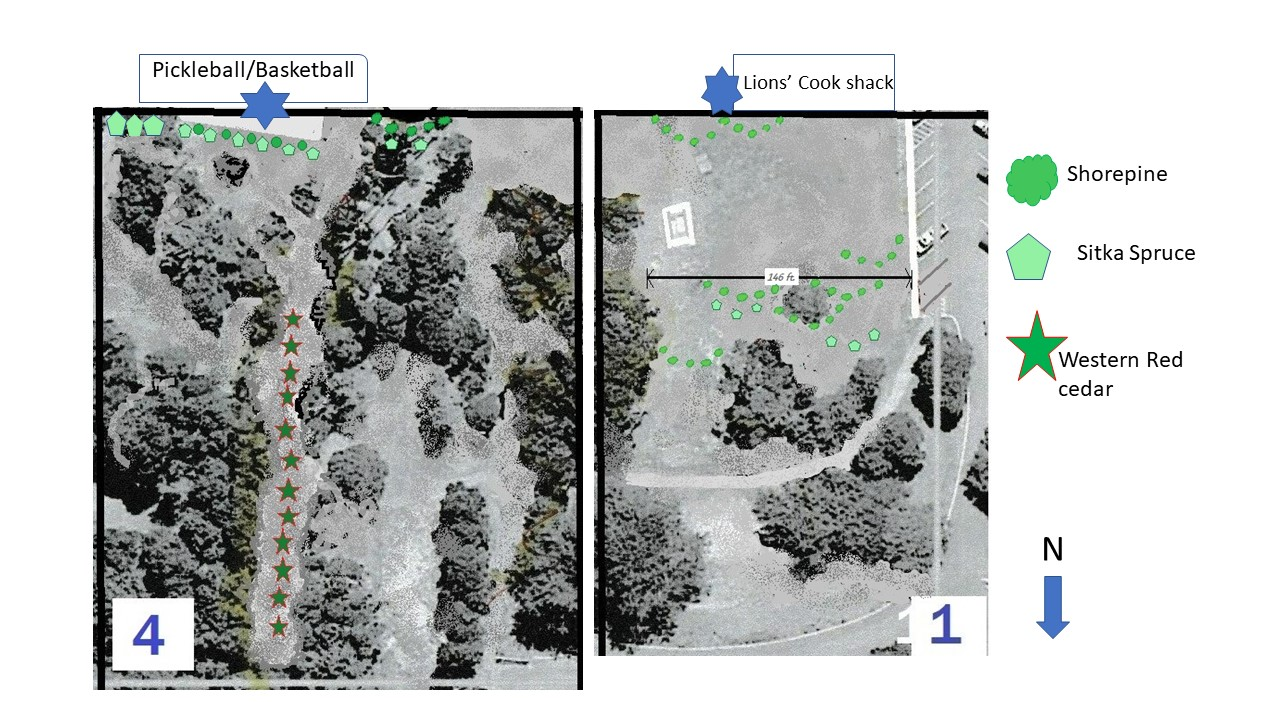 Pickleball/Basketball
Lions' Cook shack
146 ft
4
1
Shorepine
Sitka Spruce
Western Red
cedar
N